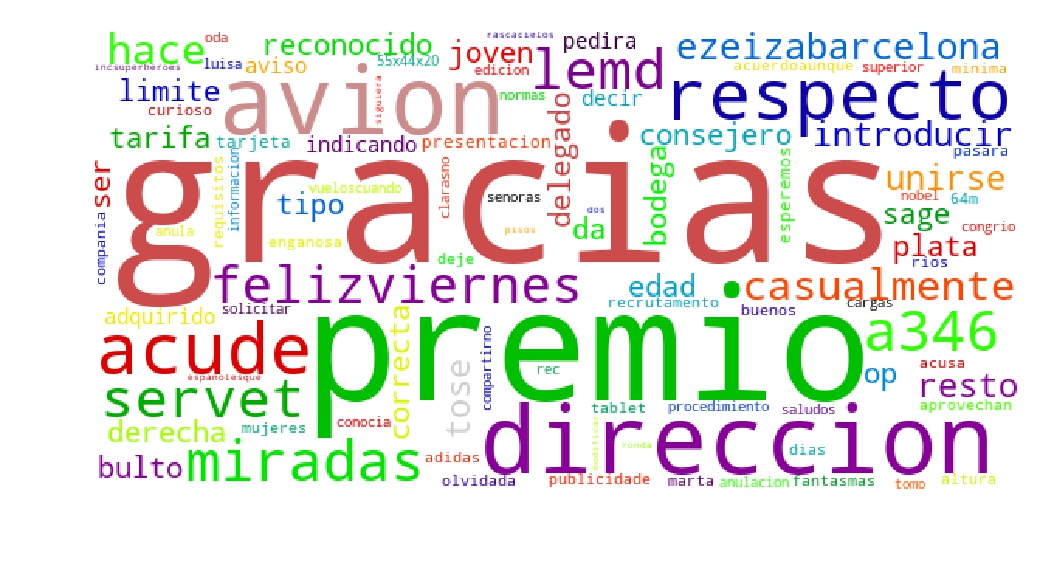 rascacielos
oda
hace
reconocido
joven
pedira
ezeizabarcelona
incsuperheroes
luisa
aviso
55x44x20
edicion
lemd
acuerdoaunque
superior
minima
limite
avion
siguiera
normas
decir
respecto
curioso
tarifa
tarjeta
indicando
presentacion
delegado
consejero
introducir
pasara
ser
gracias
requisitos
informacion
vueloscuando
clarasno
senoras
bodega
esperemos
unirse
nobel
64m
tipo
dos
sage
compania
anula
enganosa
pisos
da
plata
congrio
deje
rios
felizviernes
edad
casualmente
recrutamento
cargas
adquirido
solicitar
correcta
premio
buenos
a346
acude
compartirno
rec
acusa
españolesque
tose
op
resto
servet
conocia
tablet
procedimiento
saludos
aprovechan
derecha
mujeres
direccion
ronda
dias
bulto
miradas
adidas
olvidada
publicidade
marta
anulacion
fantasmas
tomo
altura